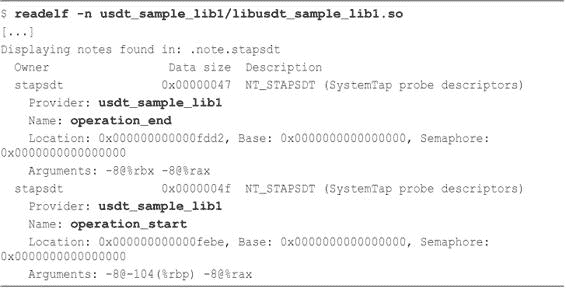 $ readelf -n usdt_sample_lib1/libusdt_sample_lib1.so
[...]
Displaying notes found in: .note.stapsdt
Owner Data size Description
stapsdt 0x00000047 NT_STAPSDT (SystemTap probe descriptors)
Provider: usdt_sample_lib1
Name: operation_end
Location: 0x000000000000fdd2, Base: 0x0000000000000000, Semaphore:
0x0000000000000000
Arguments: -8@%rbx -8@%rax
stapsdt 0x0000004f NT_STAPSDT (SystemTap probe descriptors)
Provider: usdt_sample_lib1
Name: operation_start
Location: 0x000000000000febe, Base: 0x0000000000000000, Semaphore:
0x0000000000000000
Arguments: -8@-104(%rbp) -8@%rax